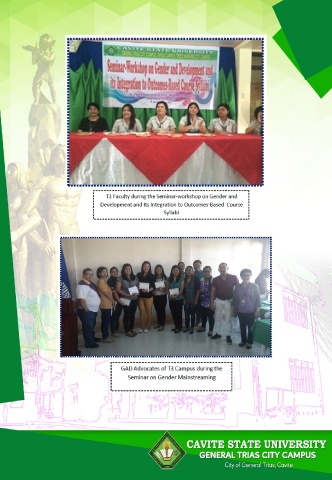 CAVITE STATE UNIVERSITY
Seminar-Workshop on Gender and Development and
its Integration to Outcomes-Based Course Syllabi
T3 Faculty during the Seminar-workshop on Gender and
Development and Its Integration to Outcomes-Based Course
Syllabi
GAD Advocates of T3 Campus during the
Seminar on Gender Mainstreaming
CAVITE STATE UNIVERSITY
GENERAL TRIAS CITY CAMPUS
City of General Trias, Cavite